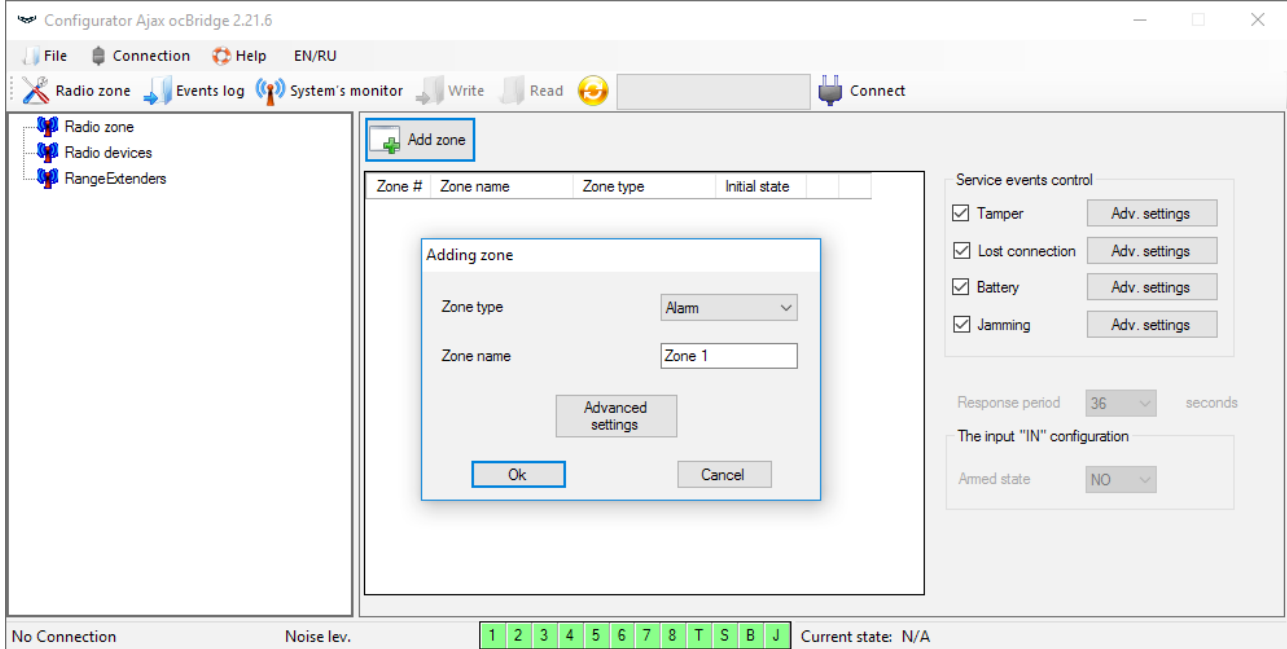 Configurator Ajax ocBridge 2.21.6
File Connection Help EN/RU
Radio zone Events log System's monitor Write Read Connect
Radio zone
Radio devices
RangeExtenders
Add zone
Zone # Zone name Zone type Initial state
Adding zone
Zone type Alarm
Zone name Zone 1
Advanced
settings
Ok Cancel
Service events control
Tamper Adv. settings
Lost connection Adv. settings
Battery Adv. settings
Jamming Adv. settings
Response period 36 seconds
The input "IN" configuration
Armed state NO
No Connection Noise lev. 1 2 3 4 5 6 7 8 T S B J Current state: N/A